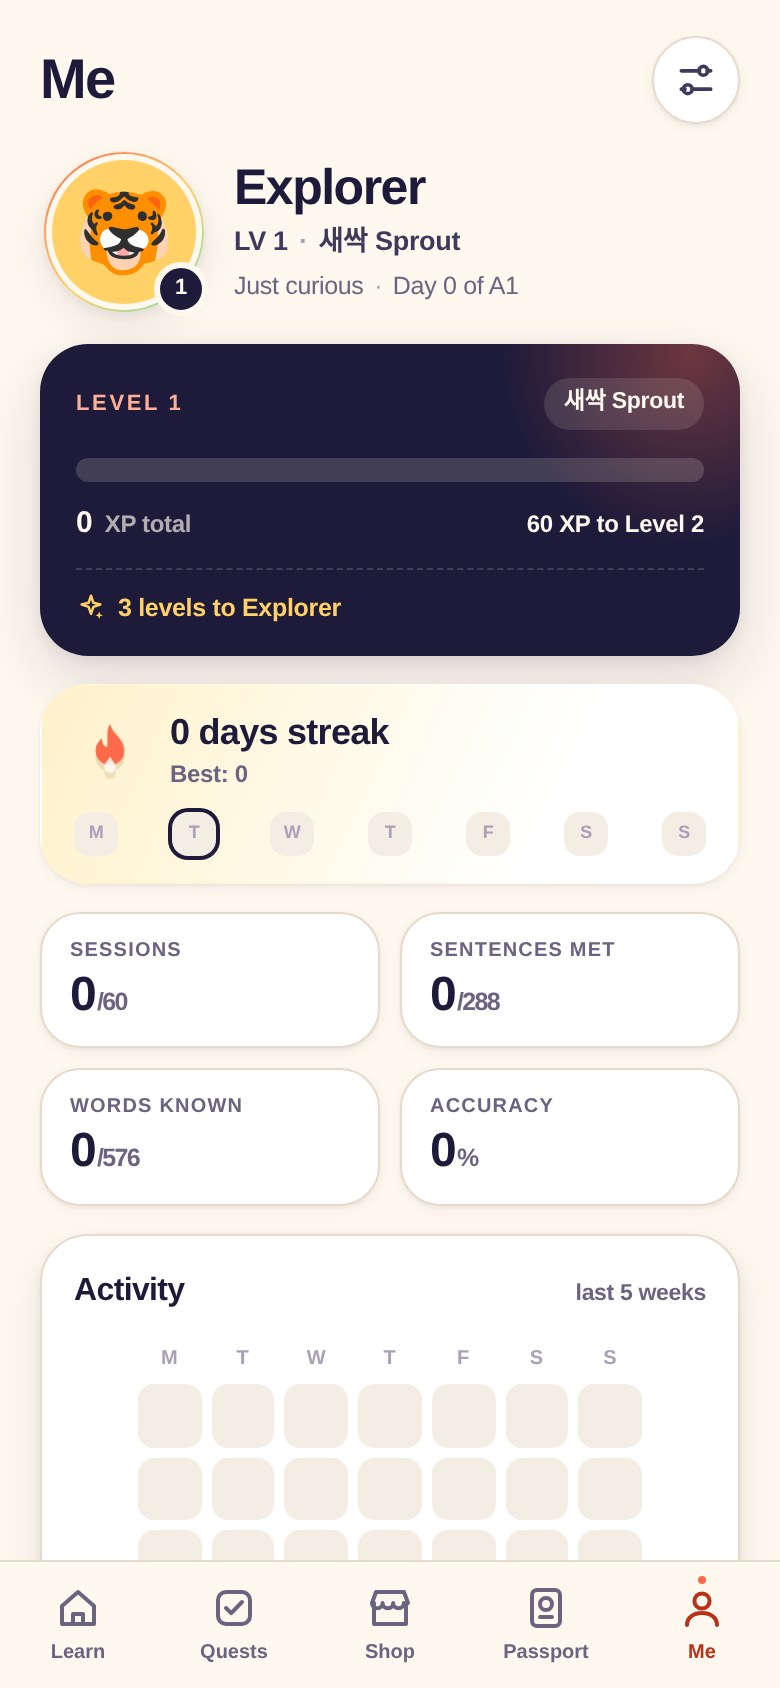 Me
Explorer
LV 1 · 새싹 Sprout
Just curious · Day 0 of A1
1
LEVEL 1
새싹 Sprout
0 XP total
60 XP to Level 2
3 levels to Explorer
0 days streak
Best: 0
M T W T F S S
SESSIONS
0/60
SENTENCES MET
0/288
WORDS KNOWN
0/576
ACCURACY
0%
Activity
last 5 weeks
M T W T F S S
Learn
Quests
Shop
Passport
Me